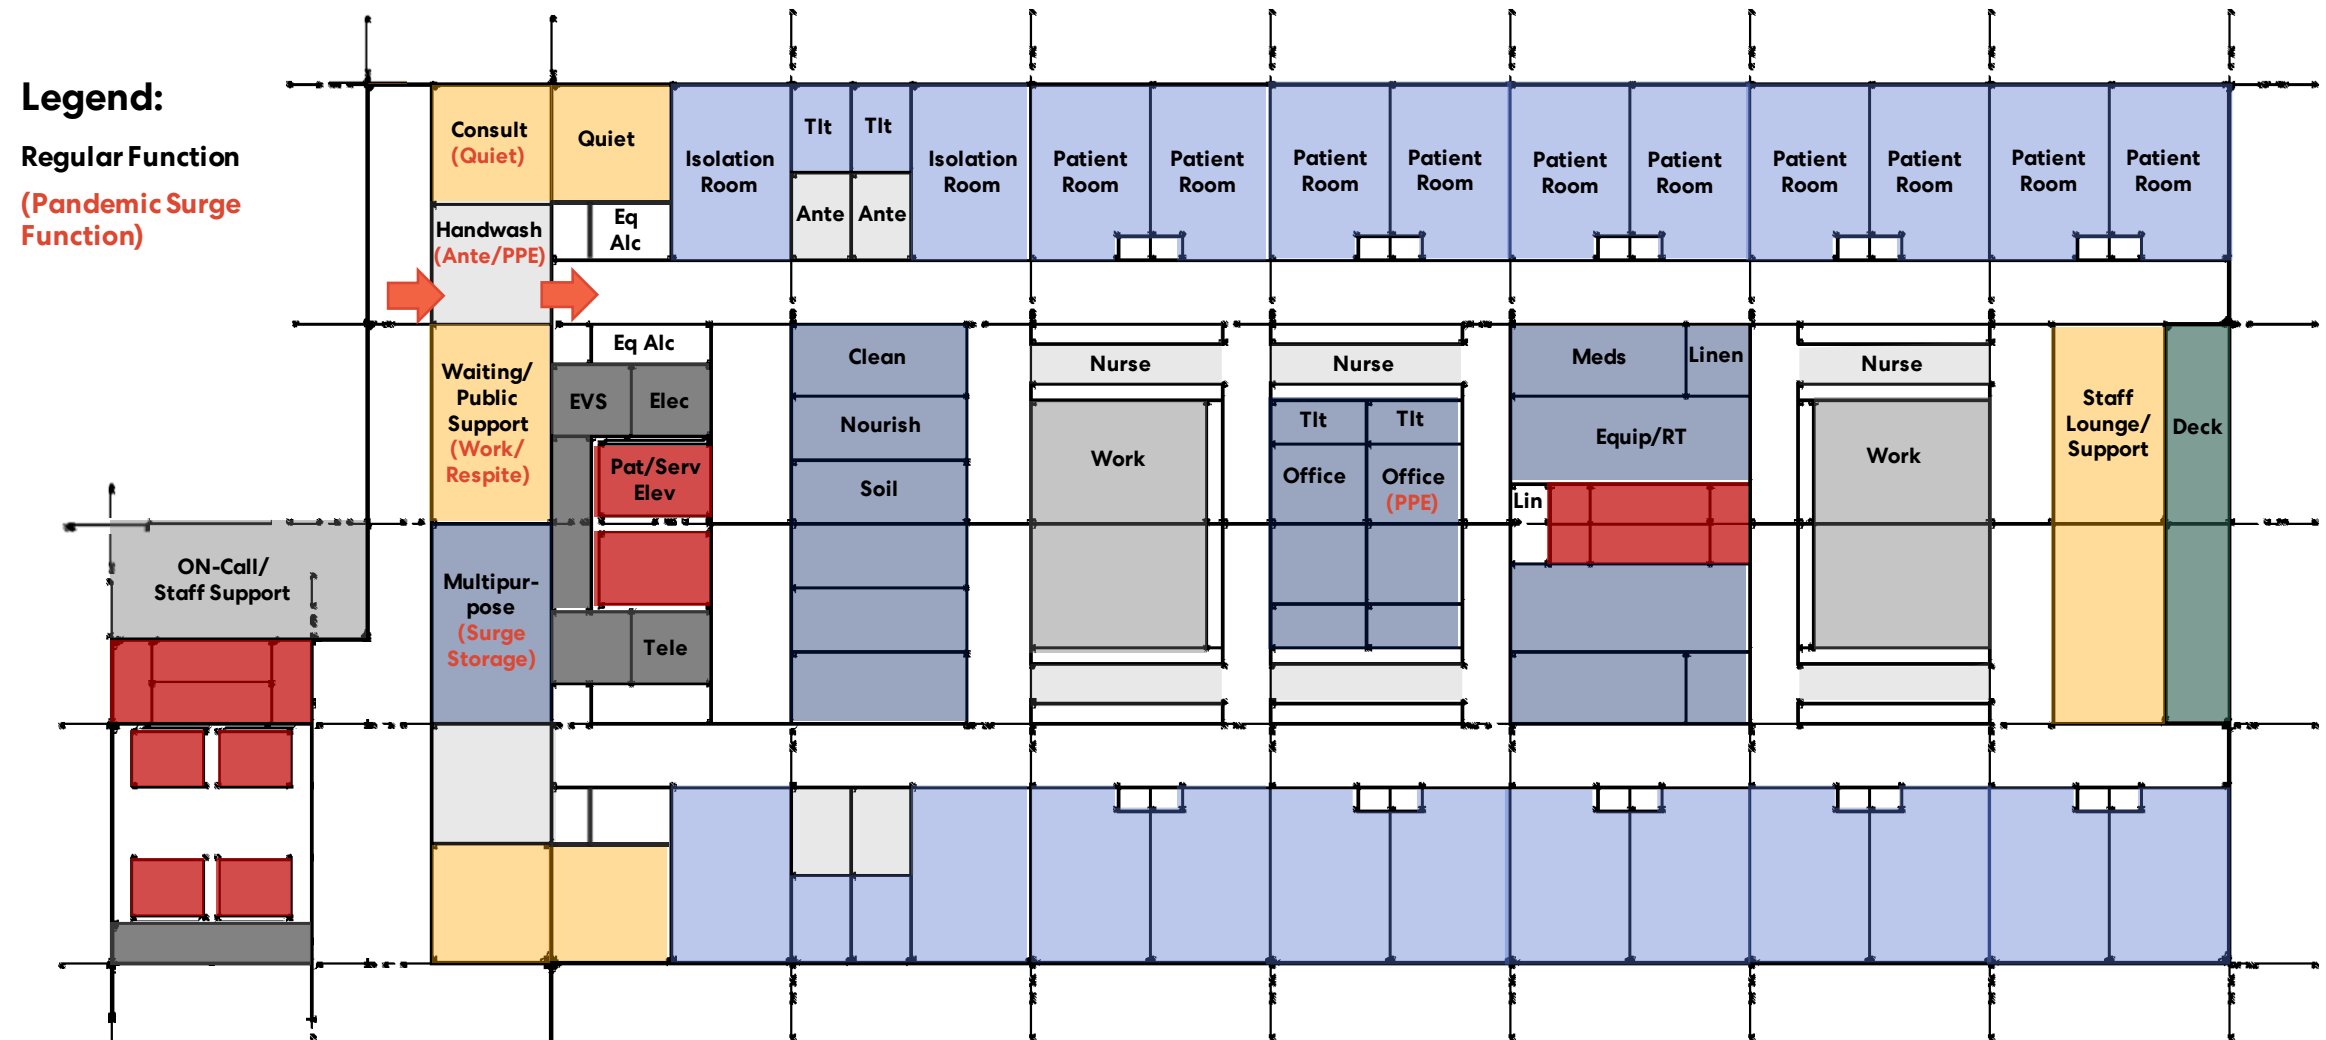 Legend:
Regular Function
(Pandemic Surge
Function)
Consult
(Quiet)
Quiet
Handwash
(Ante/PPE)
Eq
Alc
Isolation
Room
Tlt
Tlt
Ante
Ante
Isolation
Room
Patient
Room
Patient
Room
Patient
Room
Patient
Room
Patient
Room
Patient
Room
Patient
Room
Patient
Room
Patient
Room
Patient
Room
Waiting/
Public
Support
(Work/
Respite)
Eq Alc
EVS
Elec
Pat/Serv
Elev
Tele
Multipur-
pose
(Surge
Storage)
ON-Call/
Staff Support
Clean
Nourish
Soil
Nurse
Work
Nurse
Tlt
Tlt
Office
Office
(PPE)
Meds
Linen
Equip/RT
Lin
Nurse
Work
Staff
Lounge/
Support
Deck